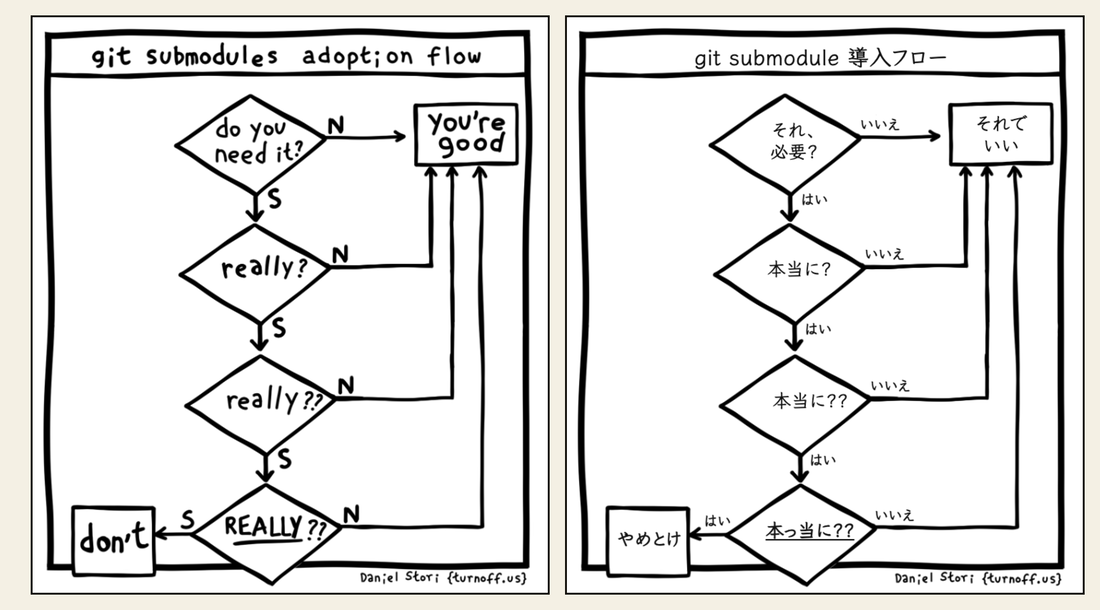 git submodules adoption flow
do you
need it?
N
you're
good
S
really?
N
S
really??
N
S
REALLY??
N
S
don't
Daniel Stori {turnoff.us}
git submodule 導入フロー
それ、
必要?
いいえ
それで
いい
はい
本当に?
いいえ
はい
本当に??
いいえ
はい
本っ当に??
いいえ
はい
やめとけ
Daniel Stori {turnoff.us}